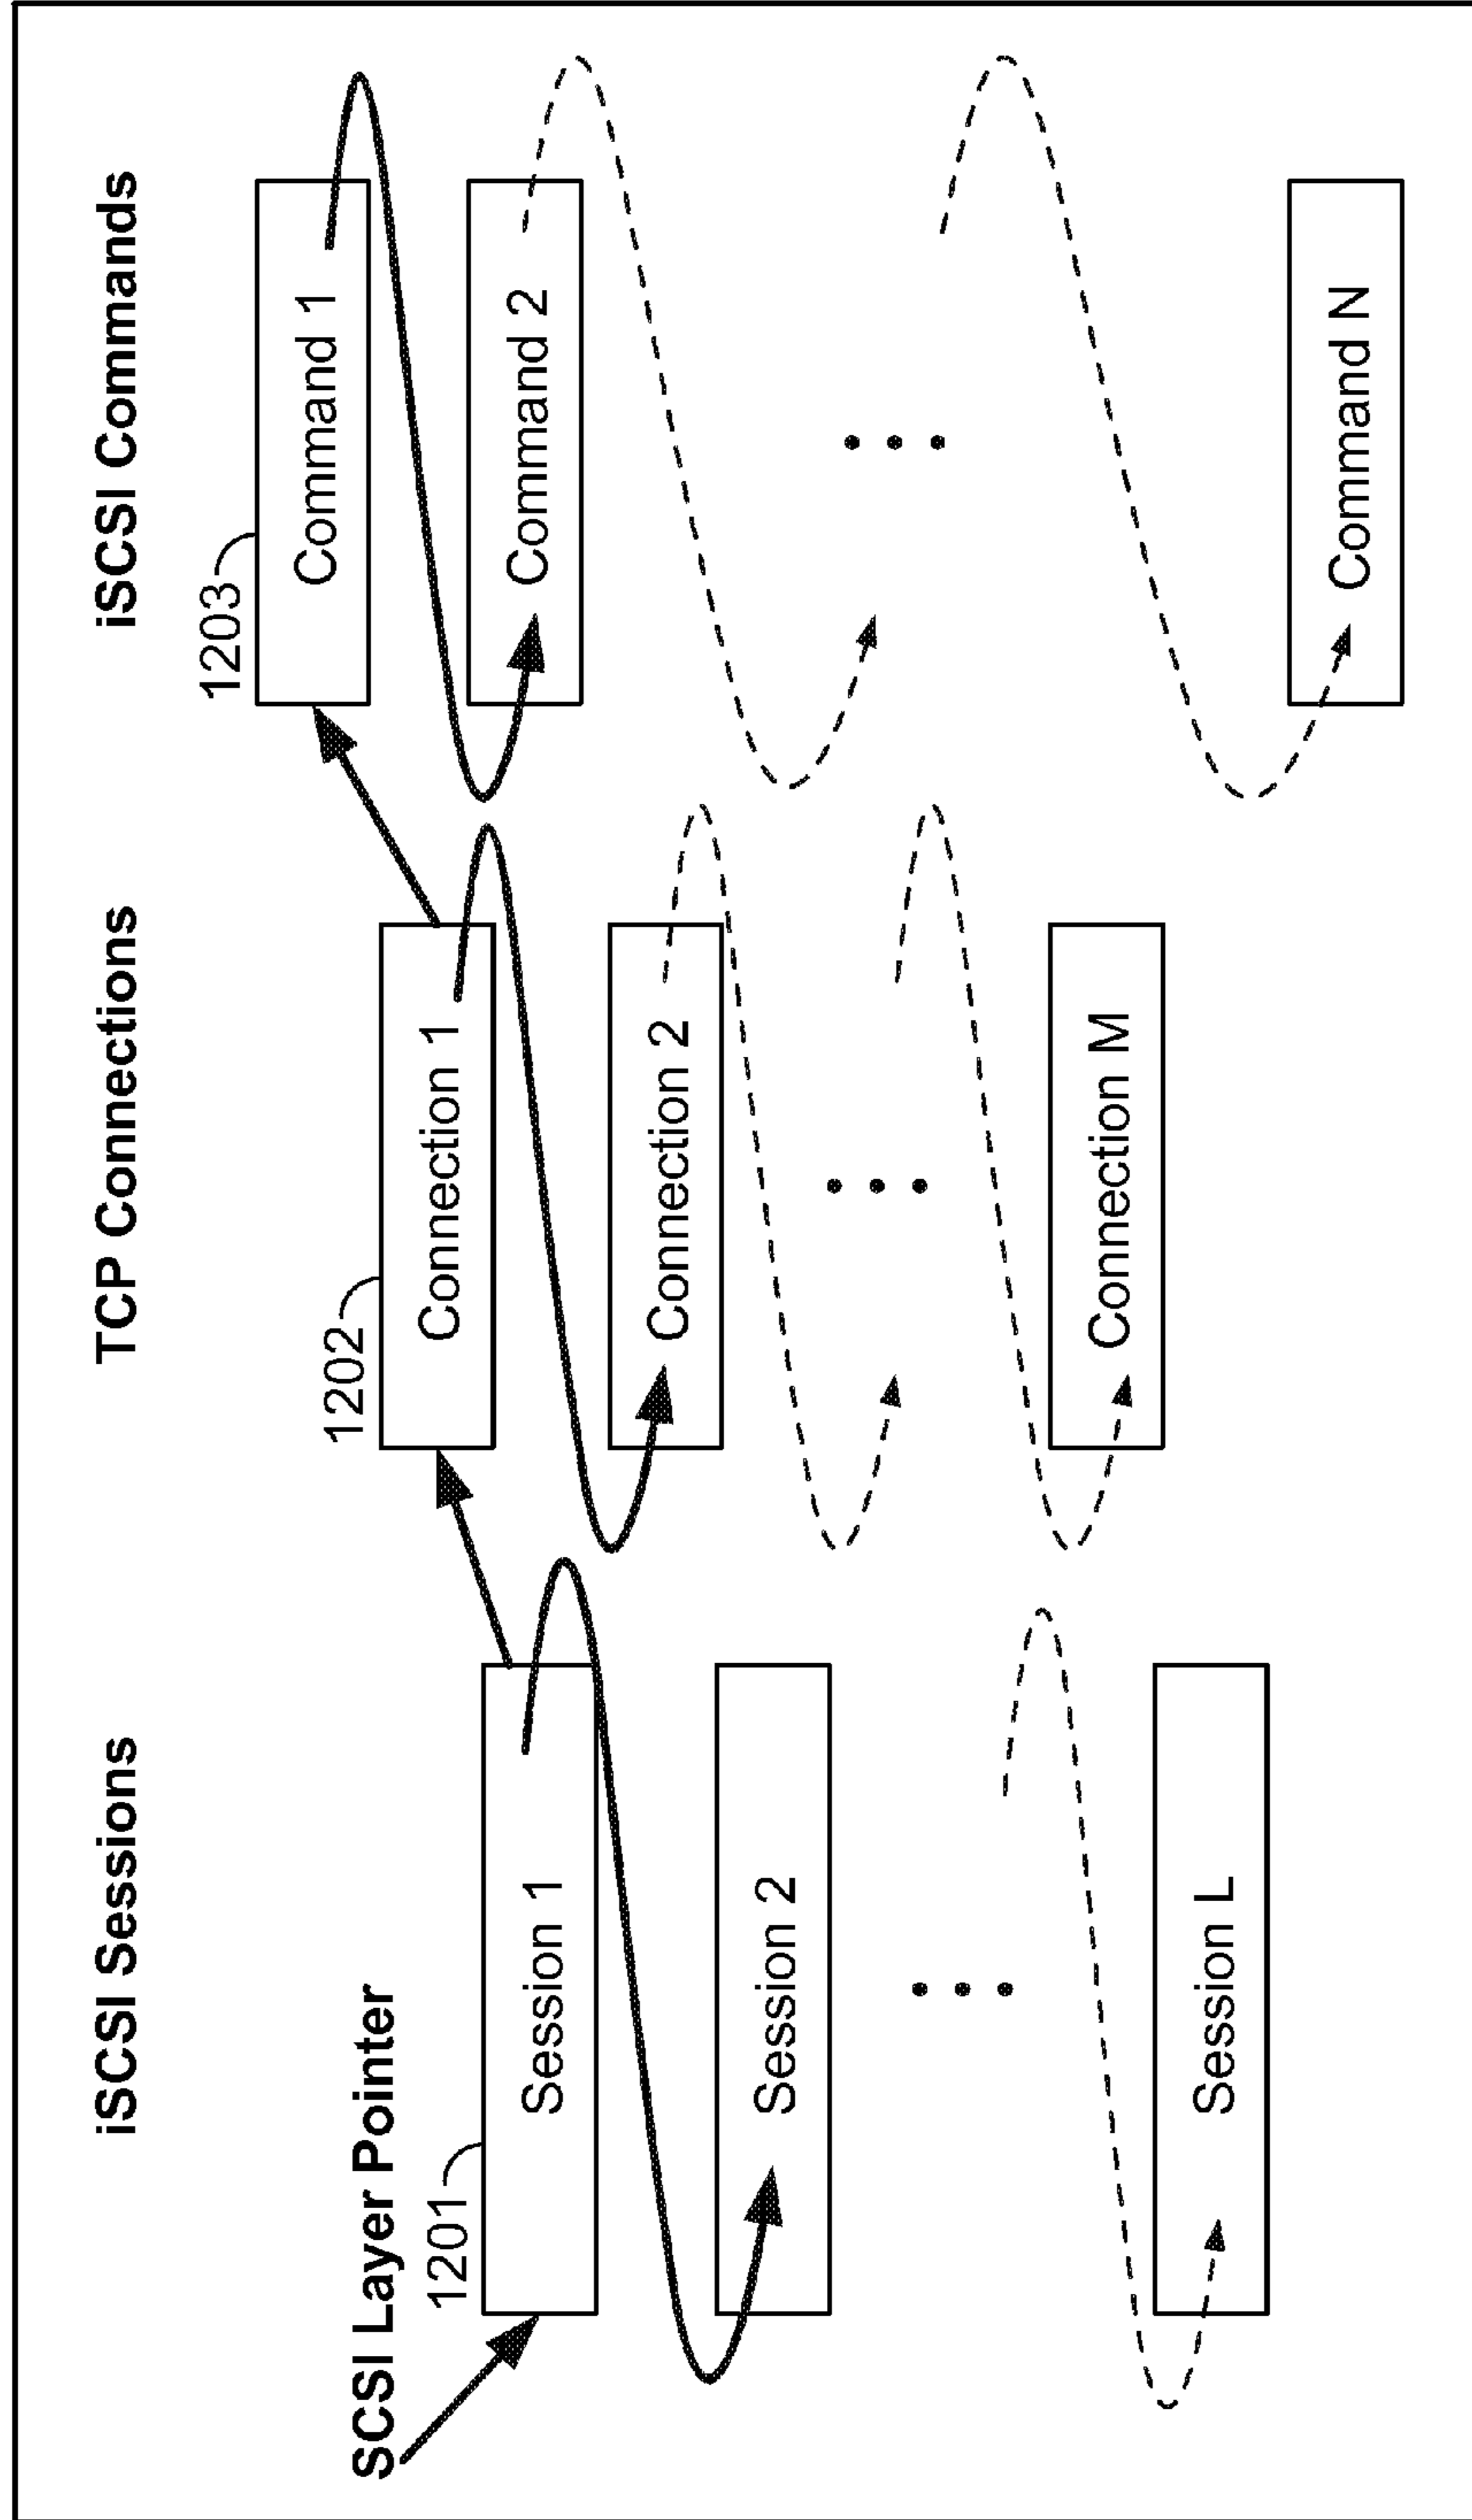 iSCSI Sessions
TCP Connections
iSCSI Commands
SCSI Layer Pointer
1201
Session 1
Session 2
Session L
1202
Connection 1
Connection 2
Connection M
1203
Command 1
Command 2
Command N